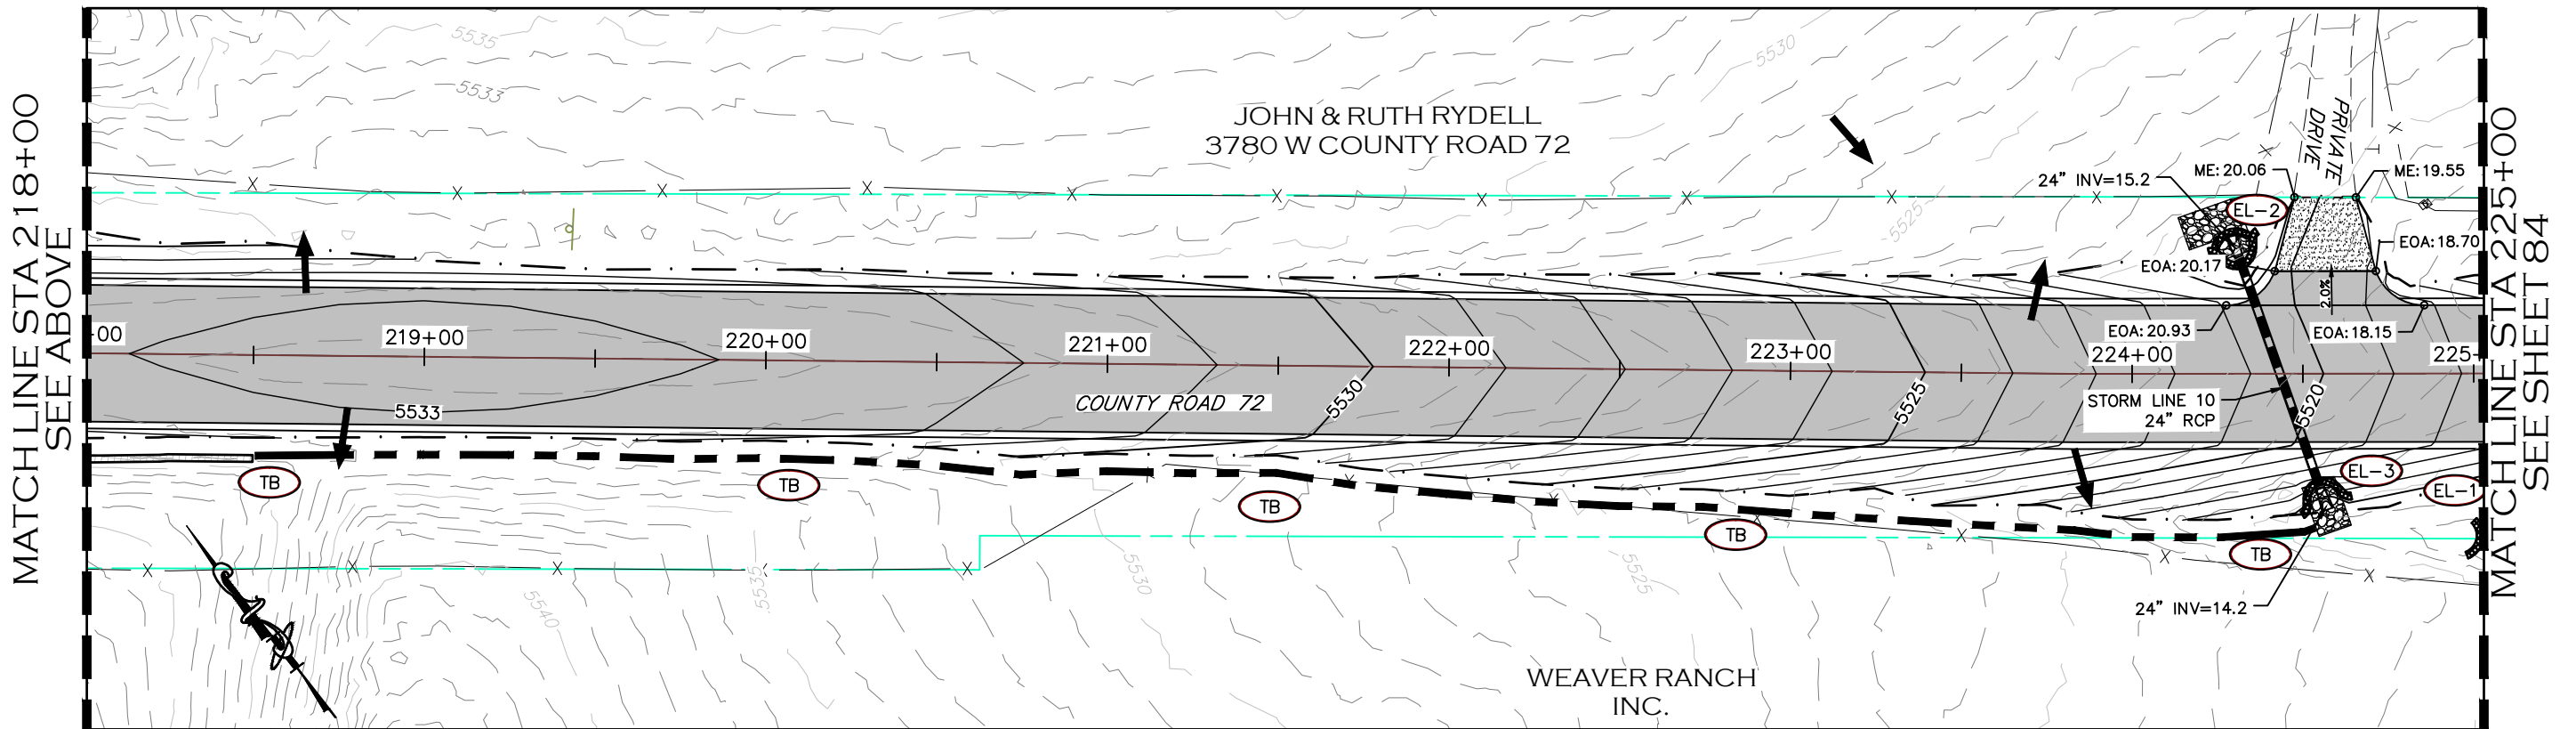 MATCH LINE STA 218+00
SEE ABOVE
5535
5533
5530
JOHN & RUTH RYDELL
3780 W COUNTY ROAD 72
PRIVATE
DRIVE
ME: 20.06
ME: 19.55
24" INV=15.2
EL-2
5525
EOA: 18.70
EOA: 20.17
2.0%
EOA: 20.93
EOA: 18.15
+00
219+00
220+00
221+00
222+00
223+00
224+00
225+
5533
COUNTY ROAD 72
5530
5525
STORM LINE 10
24" RCP
5520
TB
TB
TB
TB
TB
EL-3
EL-1
5540
5535
5530
5525
24" INV=14.2
WEAVER RANCH
INC.
MATCH LINE STA 225+00
SEE SHEET 84